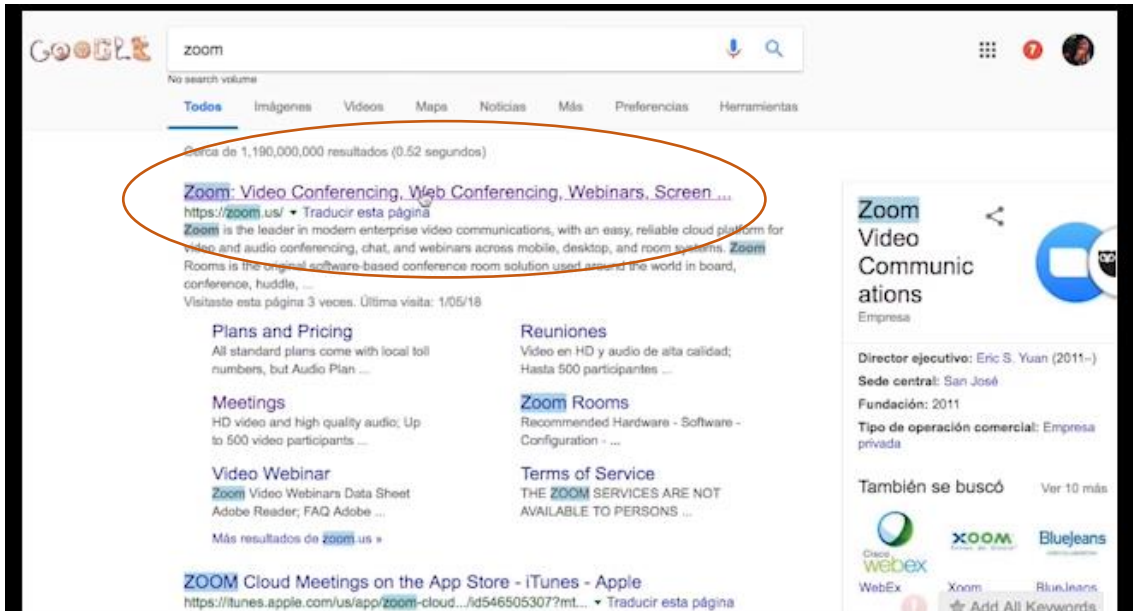 GOOGLE
zoom
No search volume
Todos Imágenes Videos Maps Noticias Más Preferencias Herramientas
7
Cerca de 1,190,000,000 resultados (0.52 segundos)
Zoom: Video Conferencing, Web Conferencing, Webinars, Screen ...
https://zoom.us/ ▾ Traducir esta página
Zoom is the leader in modern enterprise video communications, with an easy, reliable cloud platform for
video and audio conferencing, chat, and webinars across mobile, desktop, and room systems. Zoom
Rooms is the original software-based conference room solution used around the world in board,
conference, huddle, ...
Visitaste esta página 3 veces. Última visita: 1/05/18
Plans and Pricing
All standard plans come with local toll
numbers, but Audio Plan ...
Reuniones
Video en HD y audio de alta calidad;
Hasta 500 participantes ...
Meetings
HD video and high quality audio; Up
to 500 video participants ...
Zoom Rooms
Recommended Hardware - Software -
Configuration - ...
Video Webinar
Zoom Video Webinars Data Sheet
Adobe Reader; FAQ Adobe ...
Terms of Service
THE ZOOM SERVICES ARE NOT
AVAILABLE TO PERSONS ...
Más resultados de zoom.us »
ZOOM Cloud Meetings on the App Store - iTunes - Apple
https://itunes.apple.com/us/app/zoom-cloud.../id546505307?mt... ▾ Traducir esta página
Zoom
Video
Communic
ations
Empresa
Director ejecutivo: Eric S. Yuan (2011–)
Sede central: San José
Fundación: 2011
Tipo de operación comercial: Empresa
privada
También se buscó Ver 10 más
Cisco
webex
XOOM
BlueJeans
WebEx Xoom BlueJeans
Add All Keywords